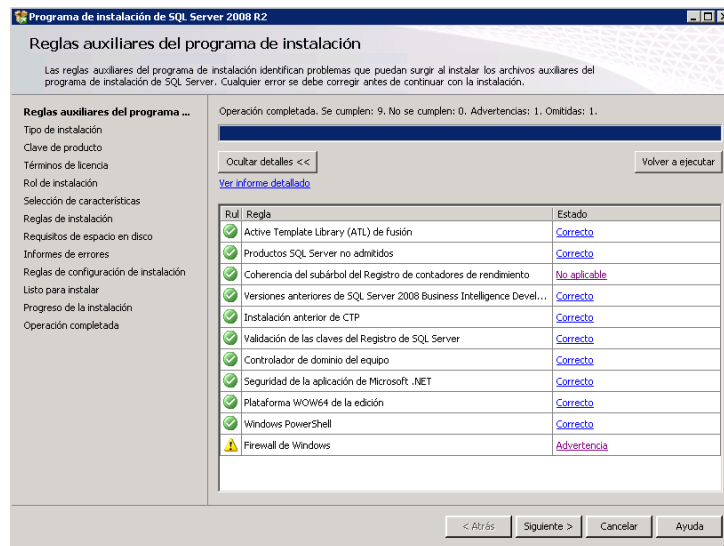 Programa de instalación de SQL Server 2008 R2
Reglas auxiliares del programa de instalación
Las reglas auxiliares del programa de instalación identifican problemas que puedan surgir al instalar los archivos auxiliares del
programa de instalación de SQL Server. Cualquier error se debe corregir antes de continuar con la instalación.
Reglas auxiliares del programa ...
Tipo de instalación
Clave de producto
Términos de licencia
Rol de instalación
Selección de características
Reglas de instalación
Requisitos de espacio en disco
Informes de errores
Reglas de configuración de instalación
Listo para instalar
Progreso de la instalación
Operación completada
Operación completada. Se cumplen: 9. No se cumplen: 0. Advertencias: 1. Omitidas: 1.
Ocultar detalles <<
Volver a ejecutar
Ver informe detallado
Rul Regla Estado
Active Template Library (ATL) de fusión Correcto
Productos SQL Server no admitidos Correcto
Coherencia del subárbol del Registro de contadores de rendimiento No aplicable
Versiones anteriores de SQL Server 2008 Business Intelligence Devel... Correcto
Instalación anterior de CTP Correcto
Validación de las claves del Registro de SQL Server Correcto
Controlador de dominio del equipo Correcto
Seguridad de la aplicación de Microsoft .NET Correcto
Plataforma WOW64 de la edición Correcto
Windows PowerShell Correcto
Firewall de Windows Advertencia
< Atrás Siguiente > Cancelar Ayuda